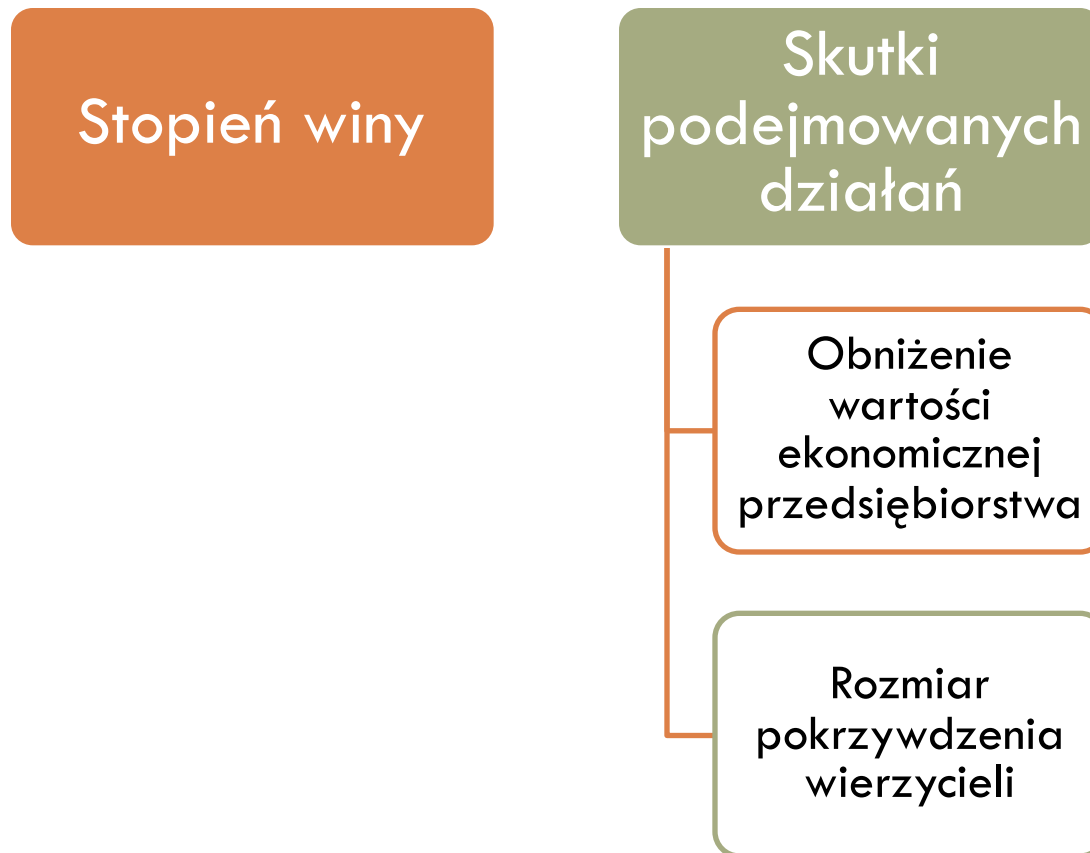 Stopień winy
Skutki
podejmowanych
działań
Obniżenie
wartości
ekonomicznej
przedsiębiorstwa
Rozmiar
pokrzywdzenia
wierzycieli